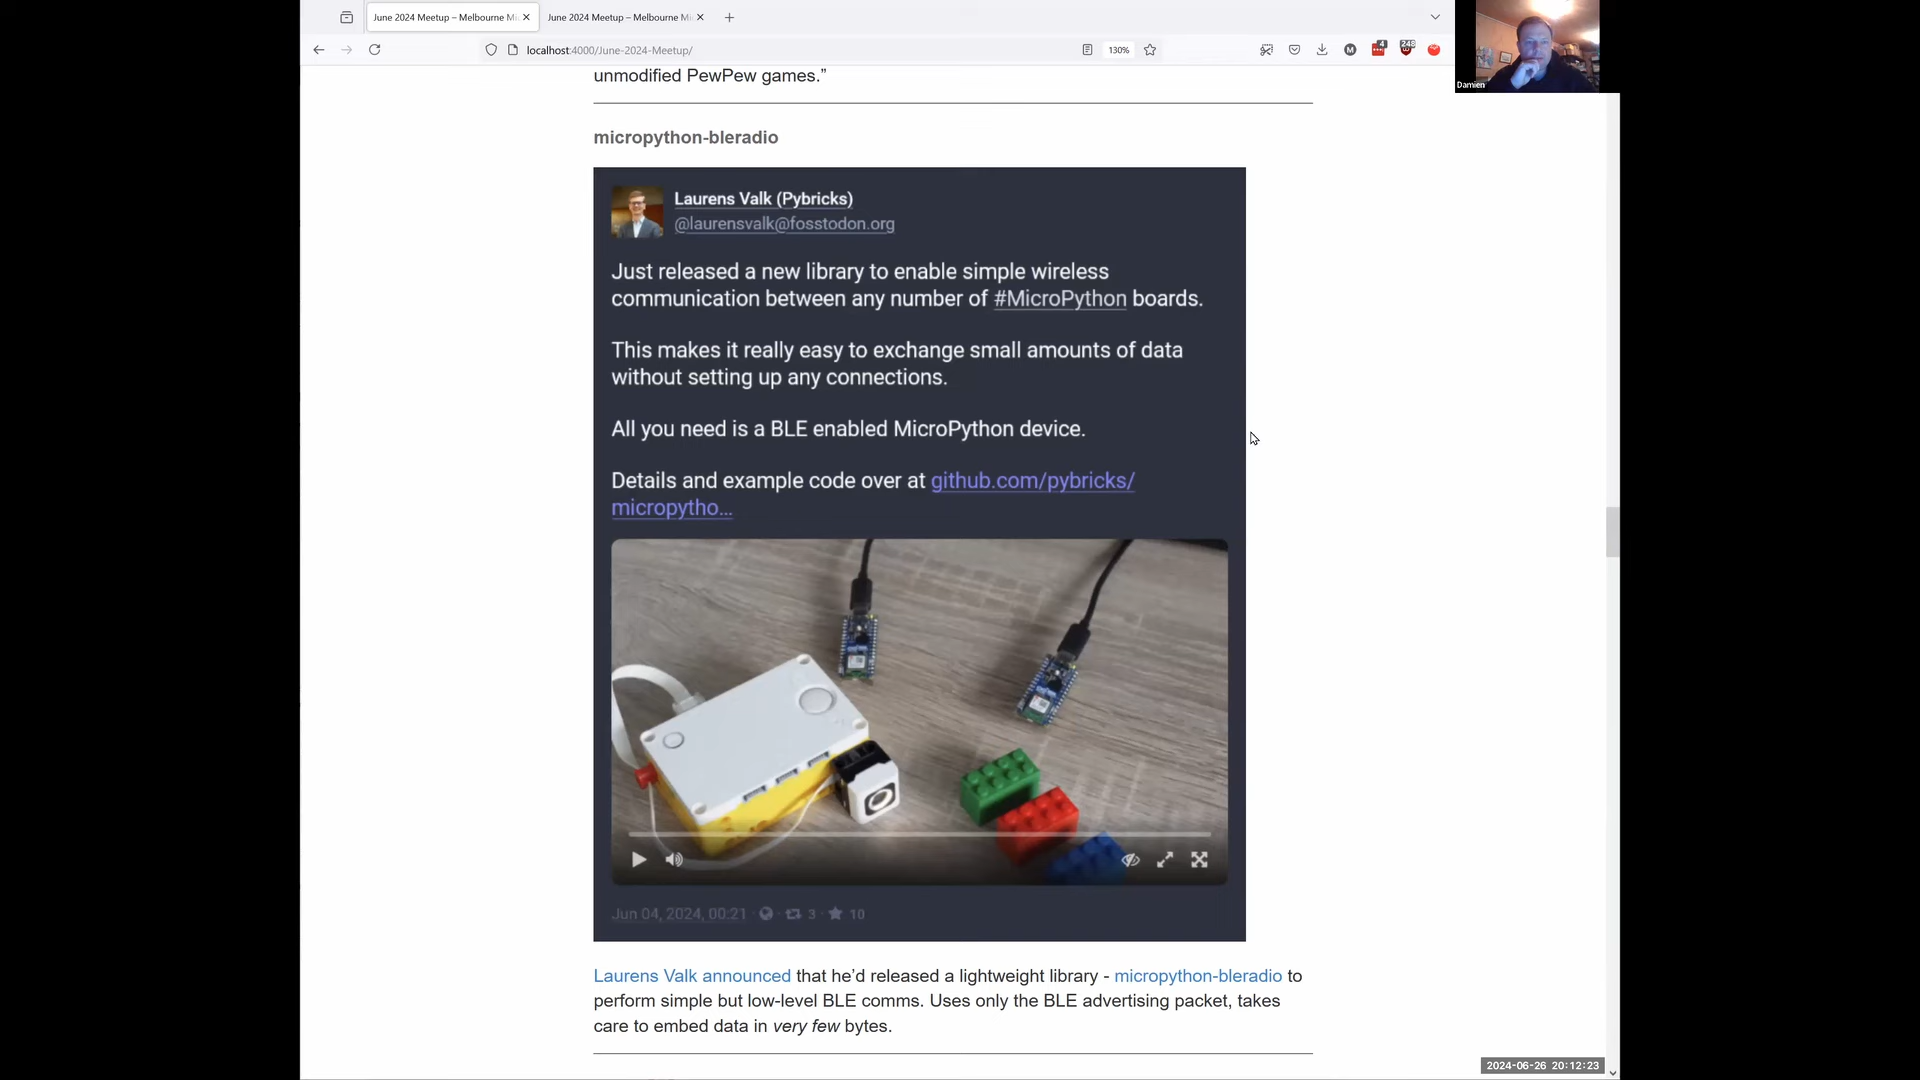 June 2024 Meetup – Melbourne Mi
June 2024 Meetup – Melbourne Mi
localhost:4000/June-2024-Meetup/
130%
M
4
248
Damien
unmodified PewPew games.”
micropython-bleradio
Laurens Valk (Pybricks)
@laurensvalk@fosstodon.org
Just released a new library to enable simple wireless
communication between any number of #MicroPython boards.
This makes it really easy to exchange small amounts of data
without setting up any connections.
All you need is a BLE enabled MicroPython device.
Details and example code over at github.com/pybricks/
micropytho...
Jun 04, 2024, 00:21 · 3 · 10
Laurens Valk announced that he’d released a lightweight library - micropython-bleradio to
perform simple but low-level BLE comms. Uses only the BLE advertising packet, takes
care to embed data in very few bytes.
2024-06-26 20:12:23